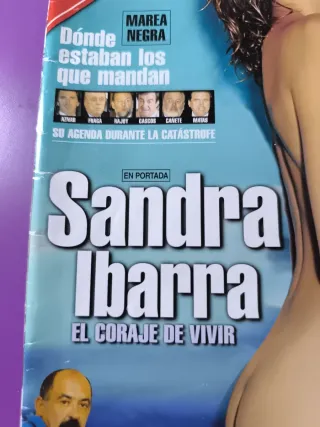 MAREA
NEGRA
Dónde
estaban los
que mandan
AZNAR FRAGA RAJOY CASCOS CAÑETE MATAS
SU AGENDA DURANTE LA CATÁSTROFE
EN PORTADA
Sandra
Ibarra
EL CORAJE DE VIVIR